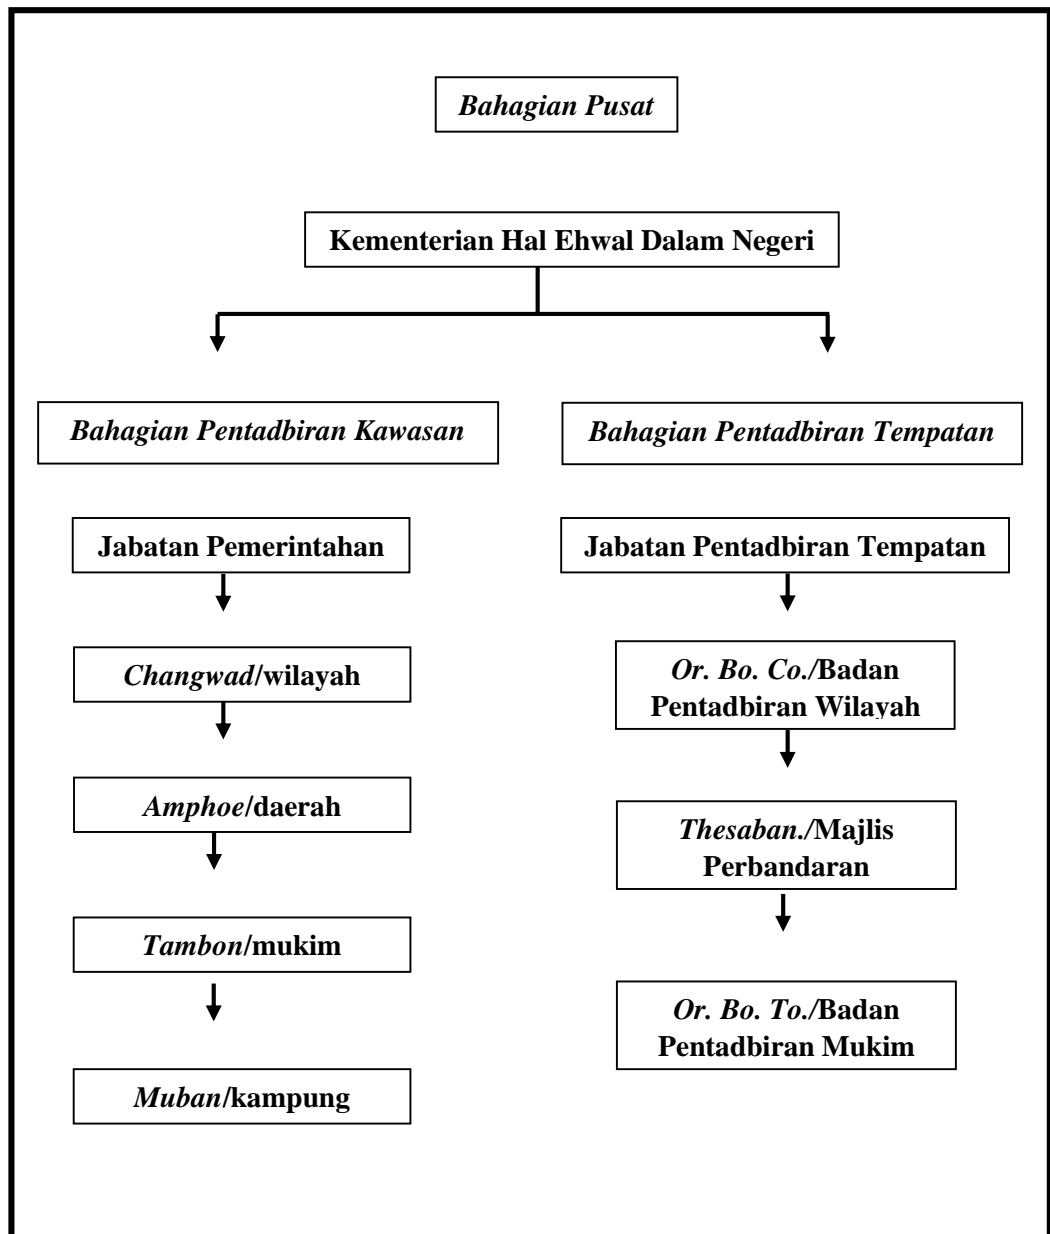 Bahagian Pusat
Kementerian Hal Ehwal Dalam Negeri
Bahagian Pentadbiran Kawasan
Bahagian Pentadbiran Tempatan
Jabatan Pemerintahan
Jabatan Pentadbiran Tempatan
Changwad/wilayah
Or. Bo. Co./Badan
Pentadbiran Wilayah
Amphoe/daerah
Thesaban./Majlis
Perbandaran
Tambon/mukim
Or. Bo. To./Badan
Pentadbiran Mukim
Muban/kampung